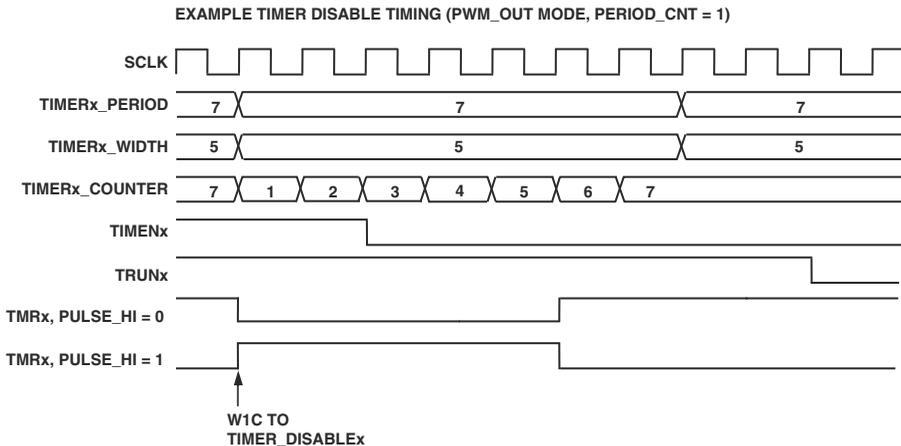 EXAMPLE TIMER DISABLE TIMING (PWM_OUT MODE, PERIOD_CNT = 1)
SCLK
TIMERx_PERIOD 7 7 7
TIMERx_WIDTH 5 5 5
TIMERx_COUNTER 7 1 2 3 4 5 6 7
TIMENx
TRUNx
TMRx, PULSE_HI = 0
TMRx, PULSE_HI = 1
W1C TO
TIMER_DISABLEx